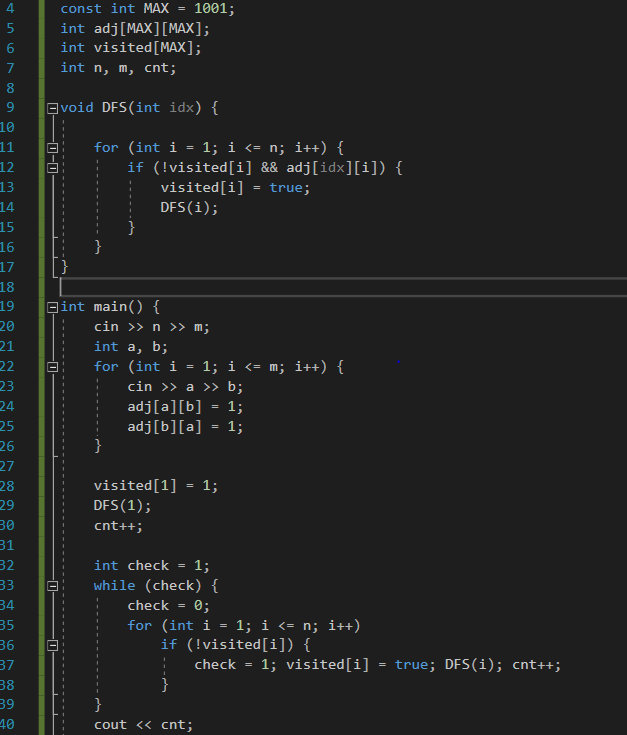 4 const int MAX = 1001;
5 int adj[MAX][MAX];
6 int visited[MAX];
7 int n, m, cnt;
8
9 void DFS(int idx) {
10
11 for (int i = 1; i <= n; i++) {
12 if (!visited[i] && adj[idx][i]) {
13 visited[i] = true;
14 DFS(i);
15 }
16 }
17 }
18
19 int main() {
20 cin >> n >> m;
21 int a, b;
22 for (int i = 1; i <= m; i++) {
23 cin >> a >> b;
24 adj[a][b] = 1;
25 adj[b][a] = 1;
26 }
27
28 visited[1] = 1;
29 DFS(1);
30 cnt++;
31
32 int check = 1;
33 while (check) {
34 check = 0;
35 for (int i = 1; i <= n; i++)
36 if (!visited[i]) {
37 check = 1; visited[i] = true; DFS(i); cnt++;
38 }
39 }
40 cout << cnt;